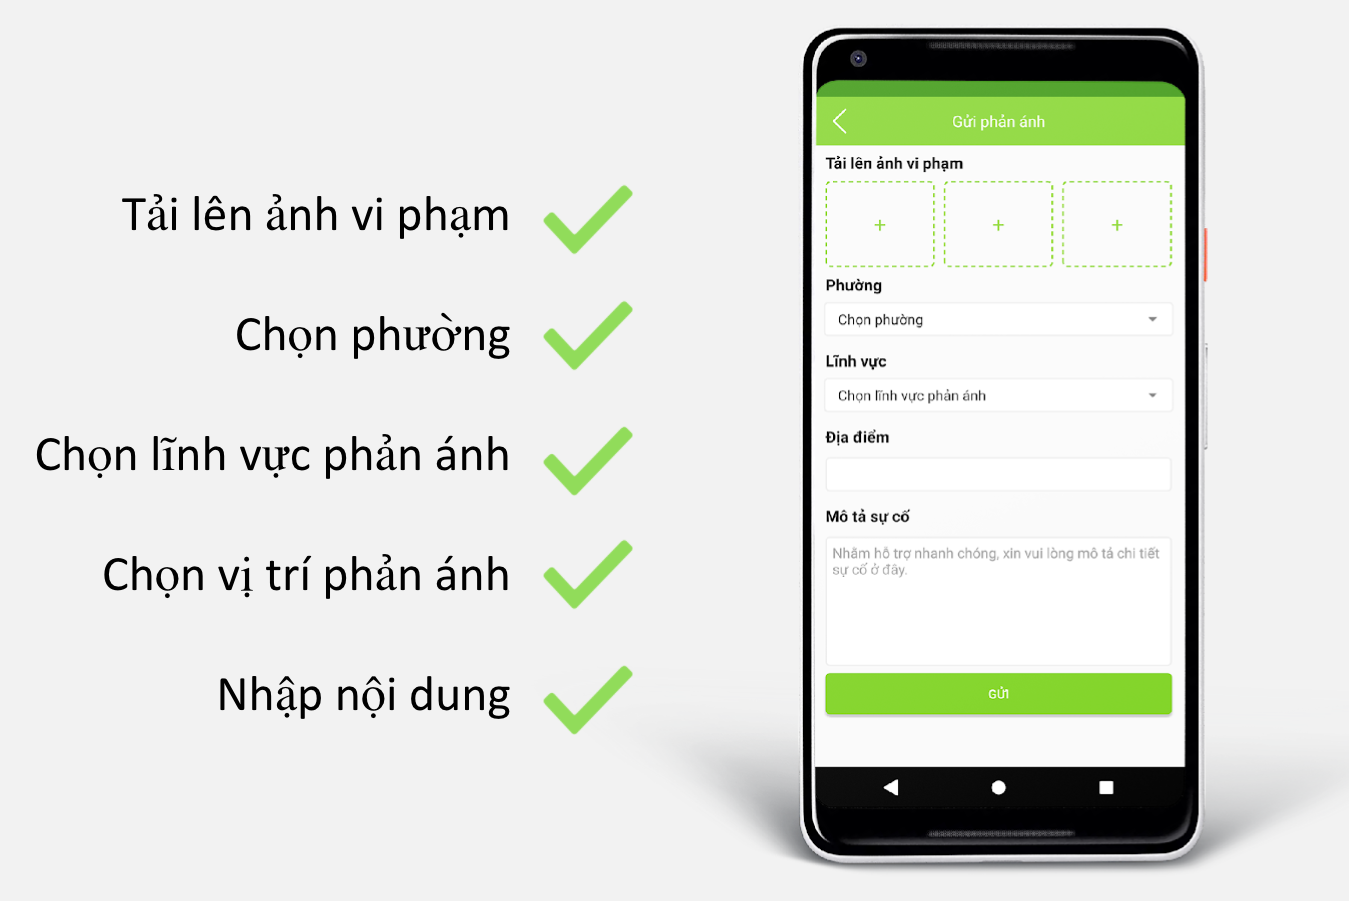 Tải lên ảnh vi phạm
Chọn phường
Chọn lĩnh vực phản ánh
Chọn vị trí phản ánh
Nhập nội dung
Gửi phản ánh
Tải lên ảnh vi phạm
+ + +
Phường
Chọn phường
Lĩnh vực
Chọn lĩnh vực phản ánh
Địa điểm
Mô tả sự cố
Nhằm hỗ trợ nhanh chóng, xin vui lòng mô tả chi tiết
sự cố ở đây.
GỬI